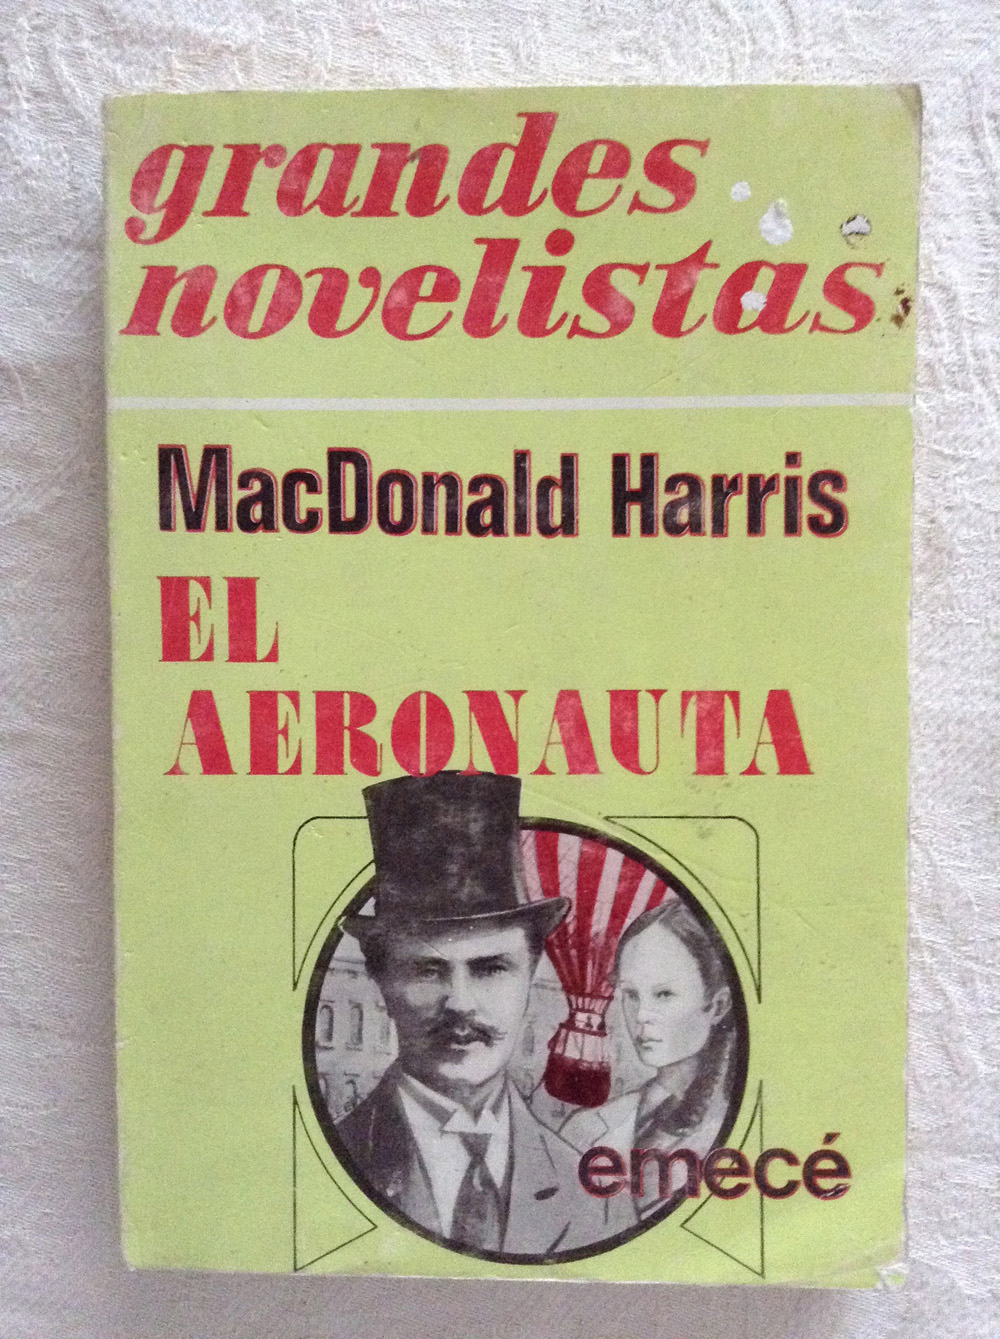 grandes
novelistas
MacDonald Harris
EL
AERONAUTA
emecé